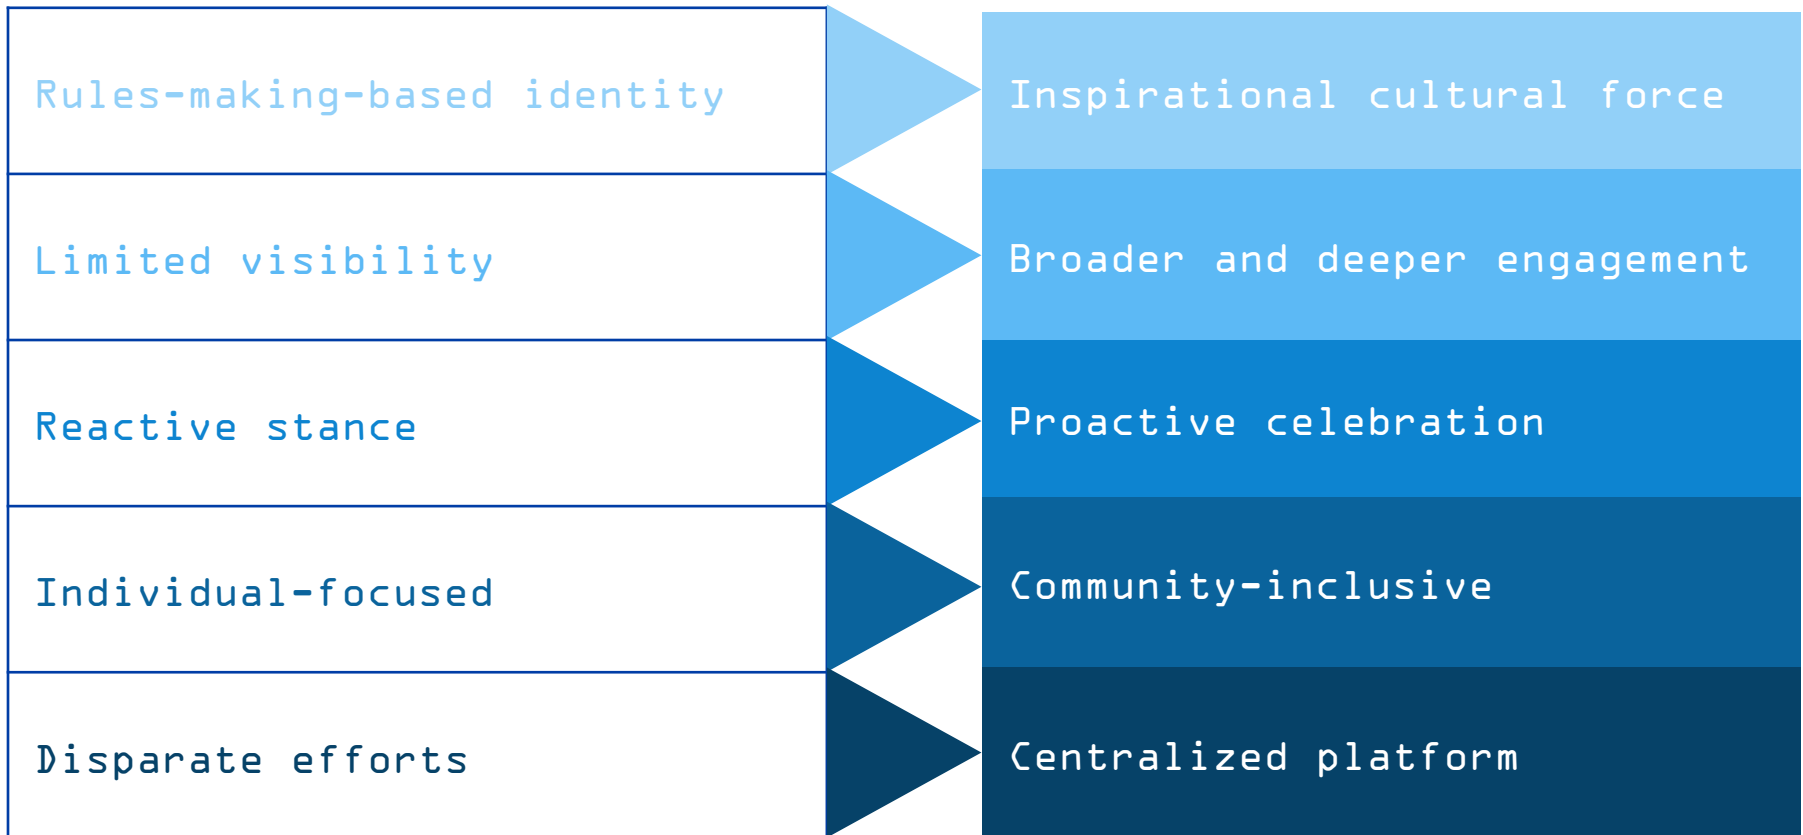 Rules-making-based identity
Inspirational cultural force
Limited visibility
Broader and deeper engagement
Reactive stance
Proactive celebration
Individual-focused
Community-inclusive
Disparate efforts
Centralized platform